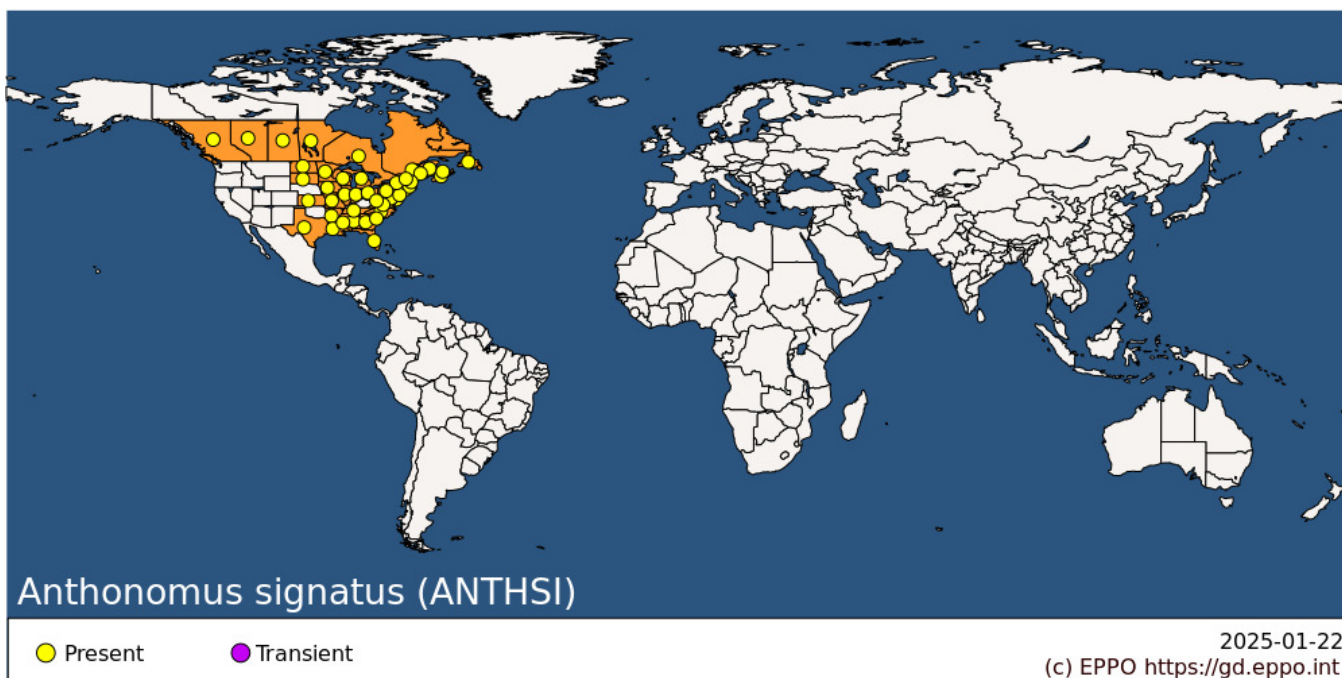 Anthonomus signatus (ANTHSI)
Present
Transient
2025-01-22
(c) EPPO https://gd.eppo.int